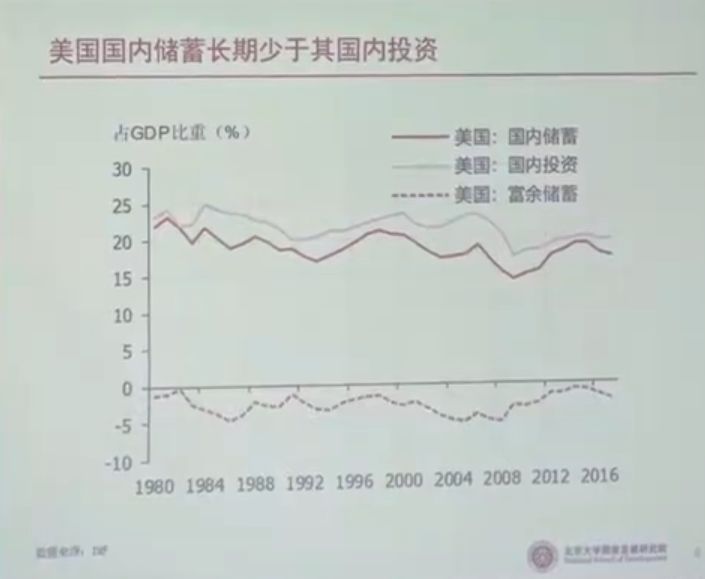 美国国内储蓄长期少于其国内投资
占GDP比重（%）
美国：国内储蓄
美国：国内投资
美国：富余储蓄
30
25
20
15
10
5
0
-5
-10
1980 1984 1988 1992 1996 2000 2004 2008 2012 2016
数据来源：IMF
北京大学国家发展研究院
National School of Development